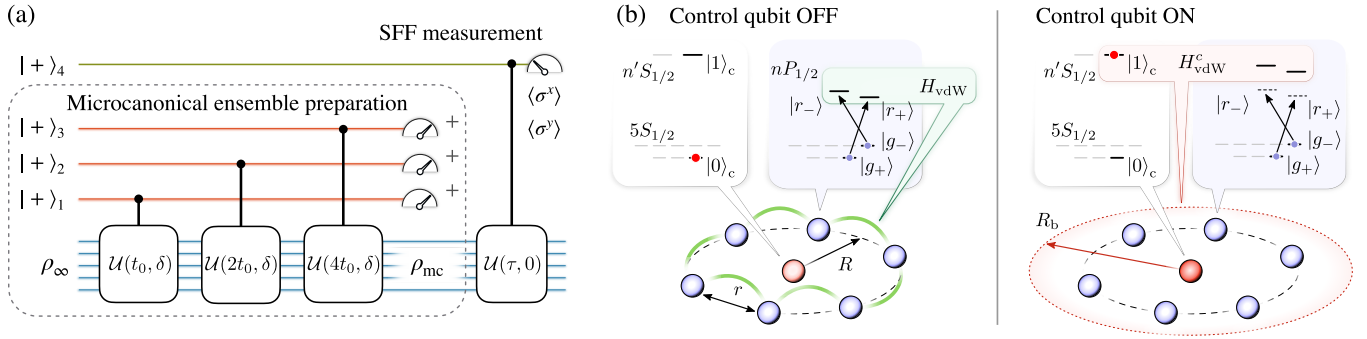 (a)
SFF measurement
|+⟩₄
⟨σˣ⟩
⟨σʸ⟩
Microcanonical ensemble preparation
|+⟩₃ +
|+⟩₂ +
|+⟩₁ +
ρ∞
𝒰(t₀, δ)
𝒰(2t₀, δ)
𝒰(4t₀, δ)
ρmc
𝒰(τ, 0)
(b)
Control qubit OFF
n′S₁/₂
|1⟩c
5S₁/₂
|0⟩c
nP₁/₂
HvdW
|r₋⟩
|r₊⟩
|g₋⟩
|g₊⟩
R
r
Control qubit ON
n′S₁/₂
|1⟩c
HᶜvdW
5S₁/₂
|0⟩c
|r₋⟩
|r₊⟩
|g₋⟩
|g₊⟩
Rb